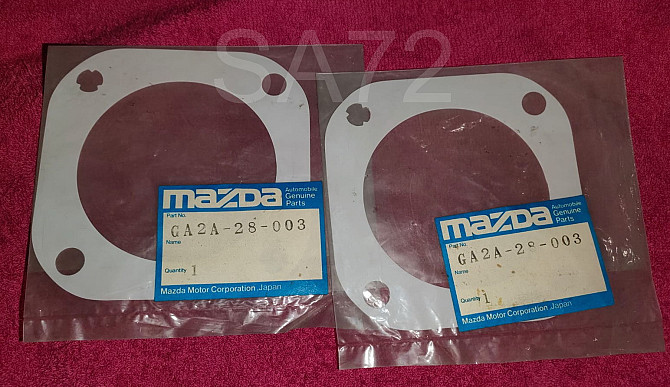 SA72
mazda
Automobile
Genuine
Parts
Part No.
GA2A-28-003
Name
Quantity 1
Mazda Motor Corporation, Japan
mazda
Automobile
Genuine
Parts
Part No.
GA2A-28-003
Name
Quantity 1
Mazda Motor Corporation, Japan